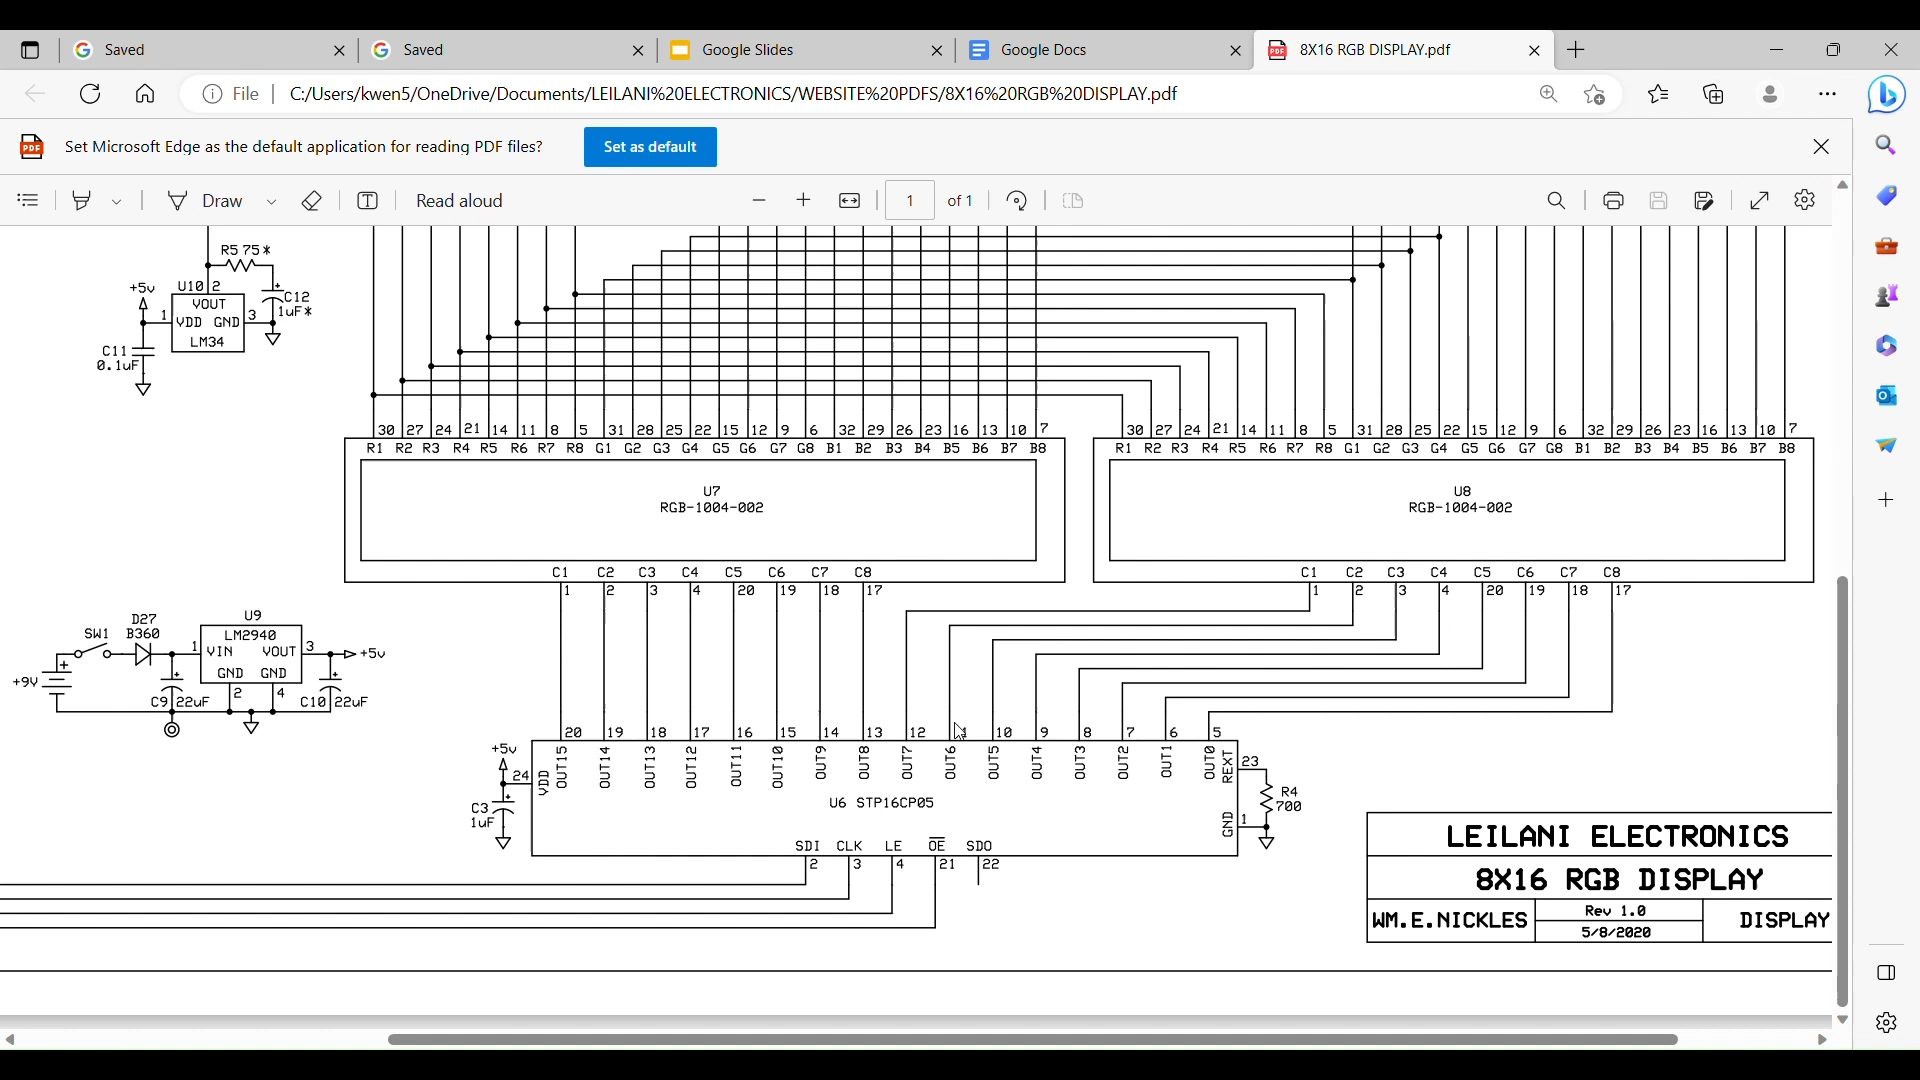 Saved
Saved
Google Slides
Google Docs
8X16 RGB DISPLAY.pdf
File
C:/Users/kwen5/OneDrive/Documents/LEILANI%20ELECTRONICS/WEBSITE%20PDFS/8X16%20RGB%20DISPLAY.pdf
Set Microsoft Edge as the default application for reading PDF files?
Set as default
Draw
Read aloud
1
of 1
R5 75*
+5v
U10 2
VOUT
1
VDD GND
3
LM34
C12
1uF*
C11
0.1uF
30 27 24 21 14 11 8 5 31 28 25 22 15 12 9 6 32 29 26 23 16 13 10 7
R1 R2 R3 R4 R5 R6 R7 R8 G1 G2 G3 G4 G5 G6 G7 G8 B1 B2 B3 B4 B5 B6 B7 B8
U7
RGB-1004-002
C1 C2 C3 C4 C5 C6 C7 C8
1 2 3 4 20 19 18 17
30 27 24 21 14 11 8 5 31 28 25 22 15 12 9 6 32 29 26 23 16 13 10 7
R1 R2 R3 R4 R5 R6 R7 R8 G1 G2 G3 G4 G5 G6 G7 G8 B1 B2 B3 B4 B5 B6 B7 B8
U8
RGB-1004-002
C1 C2 C3 C4 C5 C6 C7 C8
1 2 3 4 20 19 18 17
SW1
D27
B360
U9
LM2940
1
VIN VOUT
3
+5v
GND GND
2 4
+9V
C9 22uF
C10 22uF
20 19 18 17 16 15 14 13 12 10 9 8 7 6 5
+5v
24
VDD
OUT15 OUT14 OUT13 OUT12 OUT11 OUT10 OUT9 OUT8 OUT7 OUT6 OUT5 OUT4 OUT3 OUT2 OUT1 OUT0
REXT
23
R4
700
GND
1
C3
1uF
U6 STP16CP05
SDI CLK LE OE SDO
2 3 4 21 22
LEILANI ELECTRONICS
8X16 RGB DISPLAY
WM.E.NICKLES
Rev 1.0
5/8/2020
DISPLAY